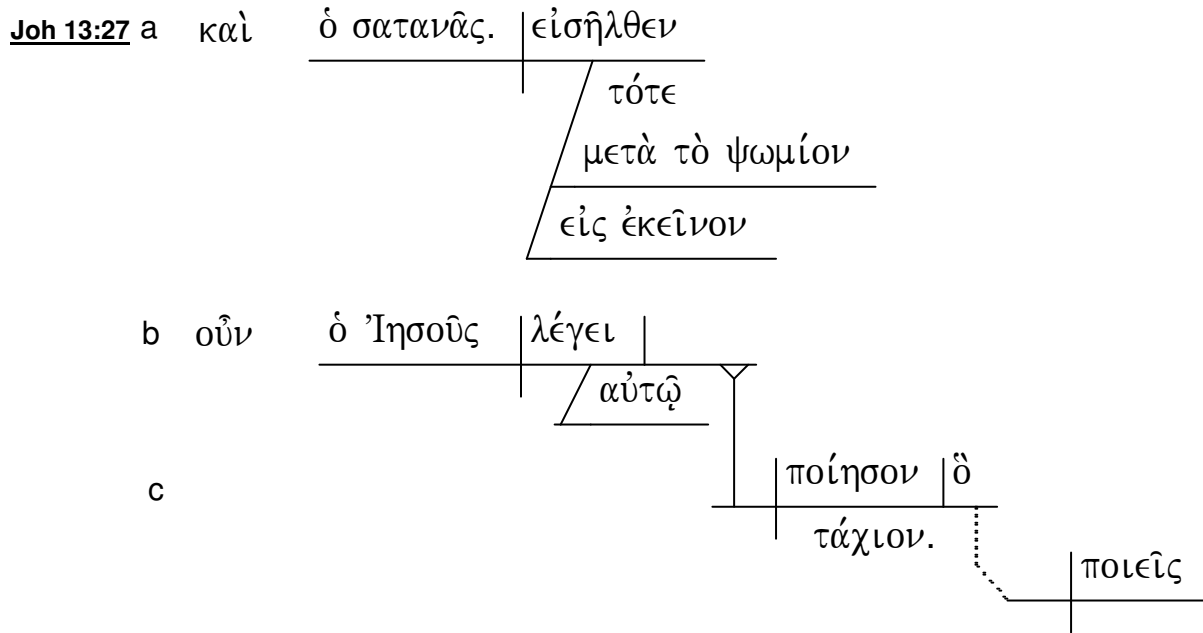 Joh 13:27 a καὶ ὁ σατανᾶς. εἰσῆλθεν
τότε
μετὰ τὸ ψωμίον
εἰς ἐκεῖνον
b οὖν ὁ Ἰησοῦς λέγει
αὐτῷ
c ποίησον ὃ
τάχιον.
ποιεῖς